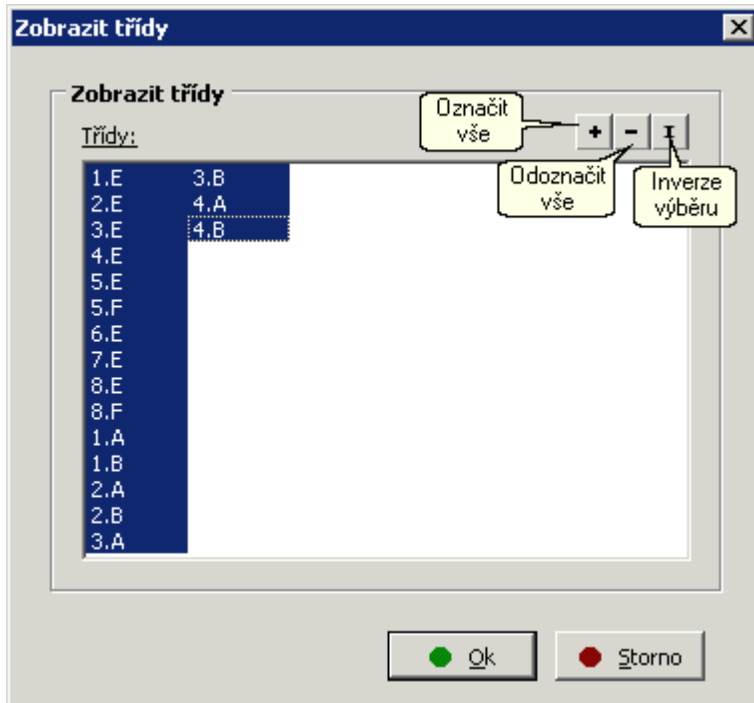 Zobrazit třídy
Zobrazit třídy
Označit
vše
Třídy:
+ - I
Odoznačit
vše
Inverze
výběru
1.E 3.B
2.E 4.A
3.E 4.B
4.E
5.E
5.F
6.E
7.E
8.E
8.F
1.A
1.B
2.A
2.B
3.A
Ok Storno